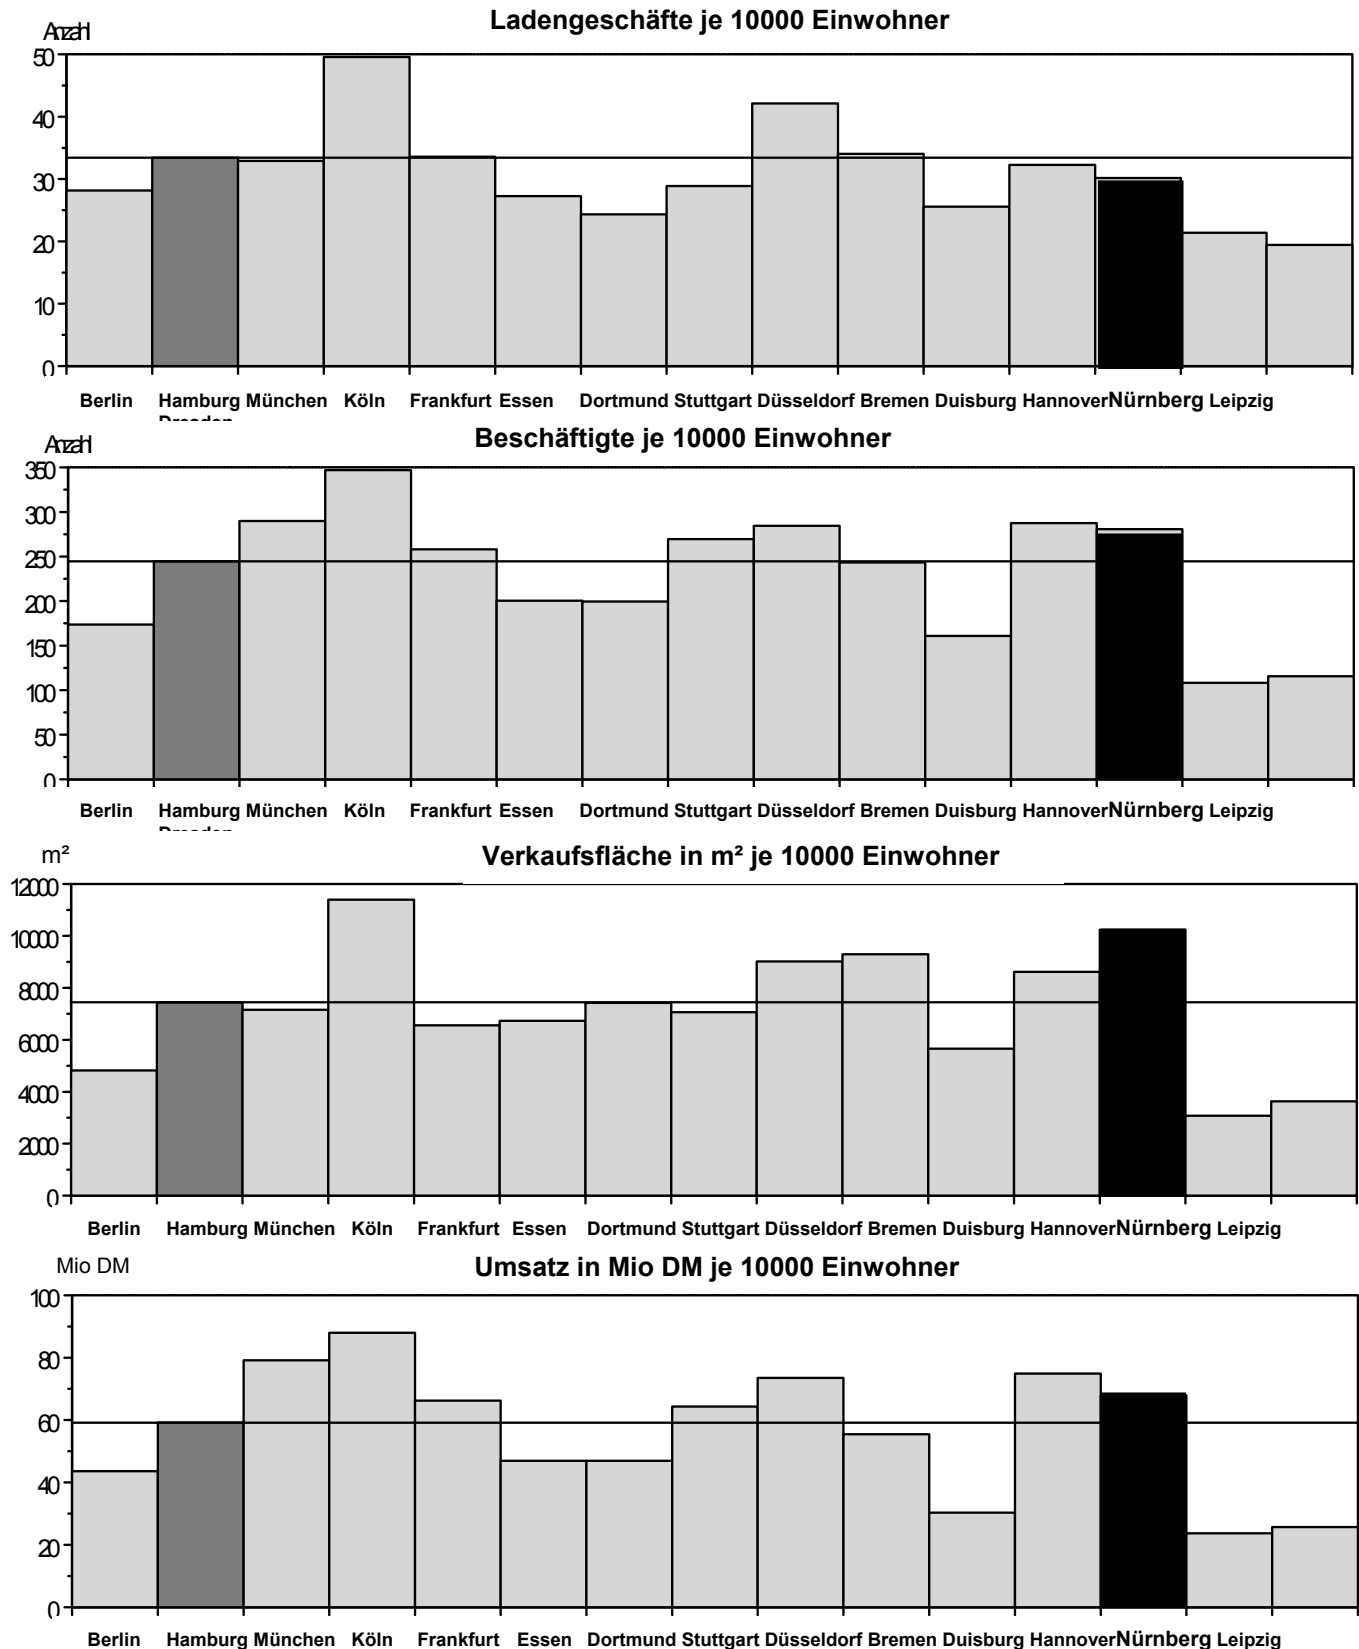 Ladengeschäfte je 10000 Einwohner
Anzahl
50
40
30
20
10
0
Berlin Hamburg München Köln Frankfurt Essen Dortmund Stuttgart Düsseldorf Bremen Duisburg Hannover Nürnberg Leipzig
Dresden
Beschäftigte je 10000 Einwohner
Anzahl
350
300
250
200
150
100
50
0
Berlin Hamburg München Köln Frankfurt Essen Dortmund Stuttgart Düsseldorf Bremen Duisburg Hannover Nürnberg Leipzig
Dresden
Verkaufsfläche in m² je 10000 Einwohner
m²
12000
10000
8000
6000
4000
2000
0
Berlin Hamburg München Köln Frankfurt Essen Dortmund Stuttgart Düsseldorf Bremen Duisburg Hannover Nürnberg Leipzig
Umsatz in Mio DM je 10000 Einwohner
Mio DM
100
80
60
40
20
0
Berlin Hamburg München Köln Frankfurt Essen Dortmund Stuttgart Düsseldorf Bremen Duisburg Hannover Nürnberg Leipzig